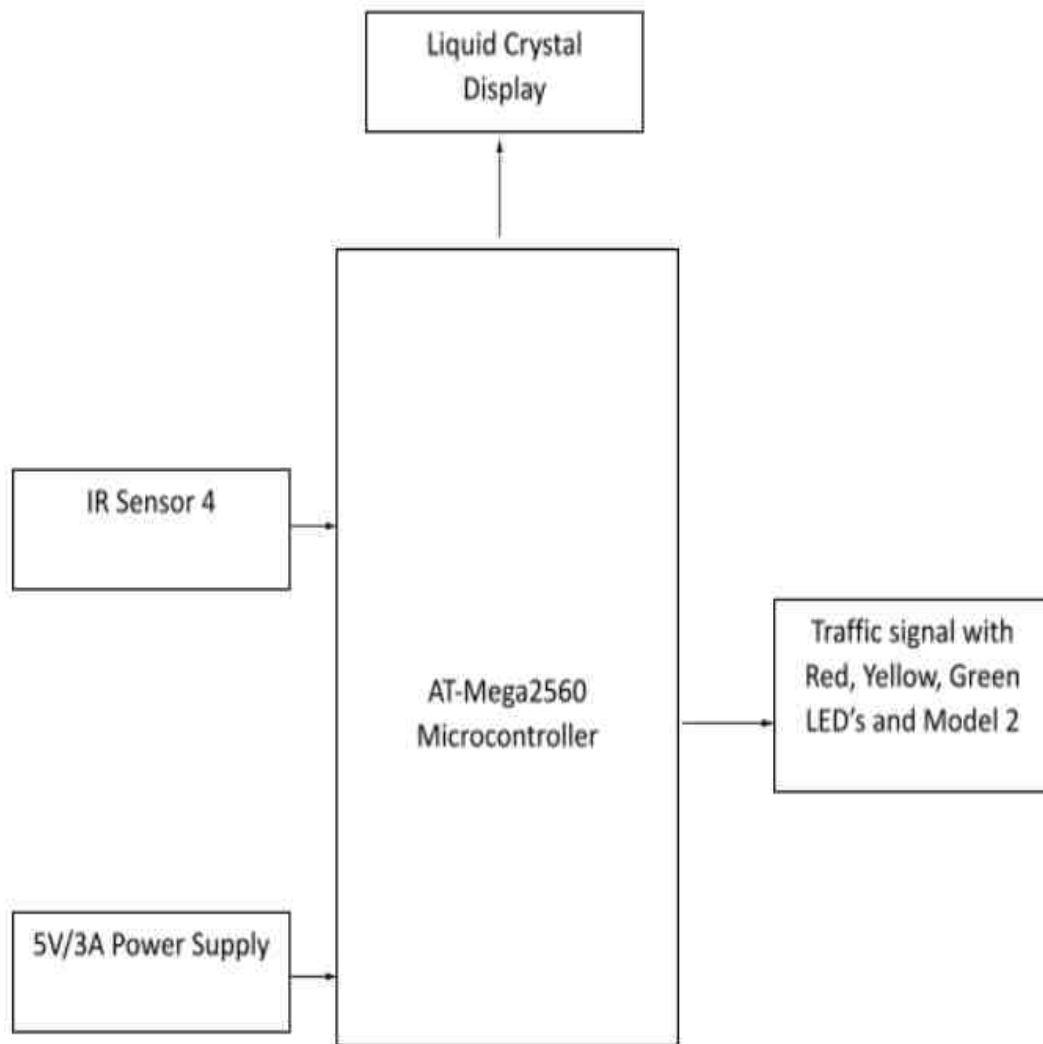 Liquid Crystal
Display
IR Sensor 4
AT-Mega2560
Microcontroller
Traffic signal with
Red, Yellow, Green
LED’s and Model 2
5V/3A Power Supply